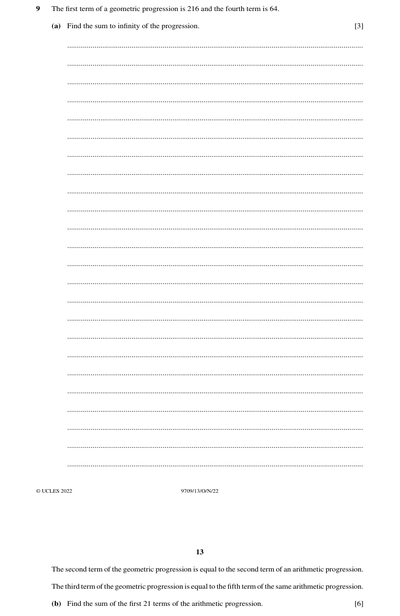 9 The first term of a geometric progression is 216 and the fourth term is 64.
(a) Find the sum to infinity of the progression. [3]
© UCLES 2022 9709/13/O/N/22
13
The second term of the geometric progression is equal to the second term of an arithmetic progression.
The third term of the geometric progression is equal to the fifth term of the same arithmetic progression.
(b) Find the sum of the first 21 terms of the arithmetic progression. [6]